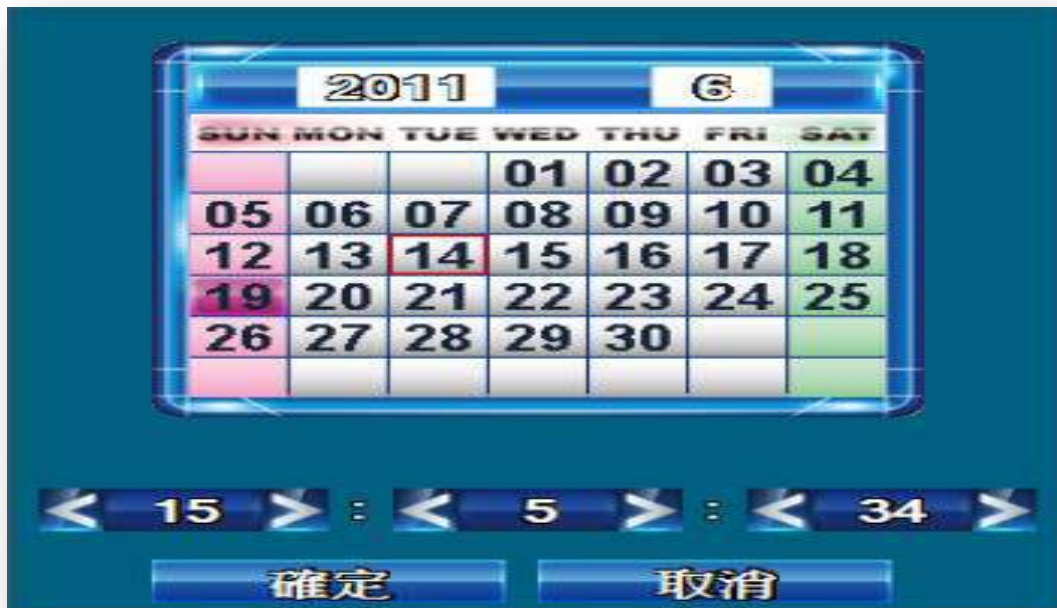 2011 6
SUN MON TUE WED THU FRI SAT
01 02 03 04
05 06 07 08 09 10 11
12 13 14 15 16 17 18
19 20 21 22 23 24 25
26 27 28 29 30
< 15 > : < 5 > : < 34 >
確定 取消